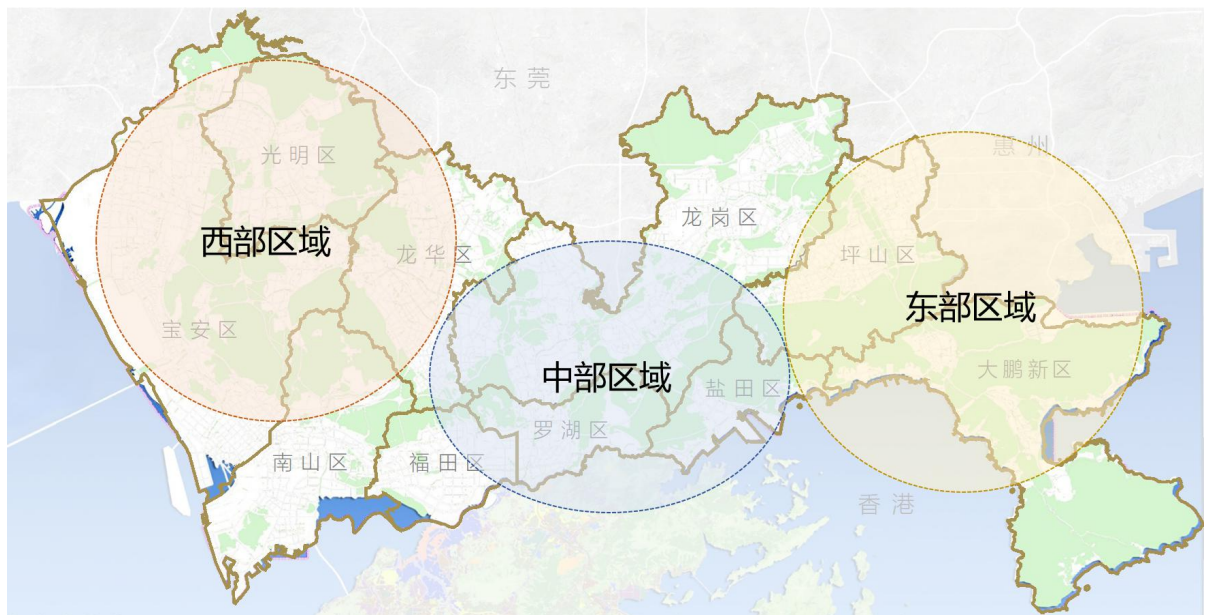 东莞
惠州
光明区
龙岗区
西部区域
龙华区
坪山区
东部区域
宝安区
大鹏新区
中部区域
盐田区
罗湖区
南山区
福田区
香港